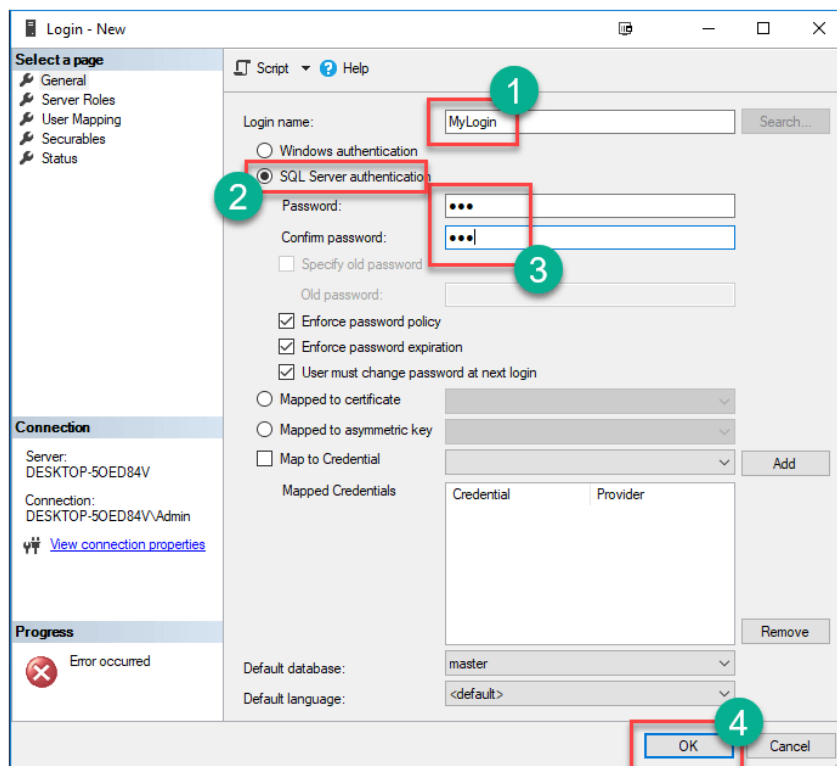 Login - New
Select a page
General
Server Roles
User Mapping
Securables
Status
Script
Help
1
Login name:
MyLogin
Search...
Windows authentication
2
SQL Server authentication
Password:
●●●
Confirm password:
●●●
3
Specify old password
Old password:
Enforce password policy
Enforce password expiration
User must change password at next login
Mapped to certificate
Mapped to asymmetric key
Map to Credential
Add
Mapped Credentials
Credential
Provider
Remove
Default database:
master
Default language:
<default>
4
OK
Cancel
Connection
Server:
DESKTOP-5OED84V
Connection:
DESKTOP-5OED84V\Admin
View connection properties
Progress
Error occurred